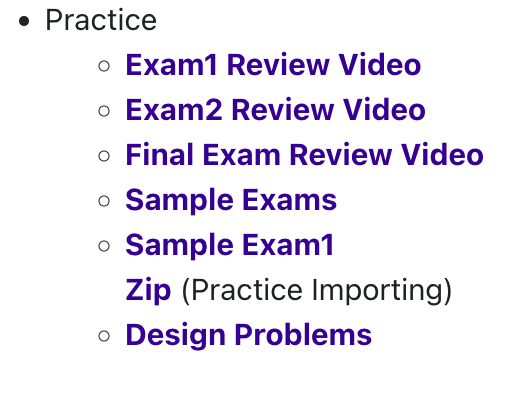 Practice
Exam1 Review Video
Exam2 Review Video
Final Exam Review Video
Sample Exams
Sample Exam1
Zip (Practice Importing)
Design Problems